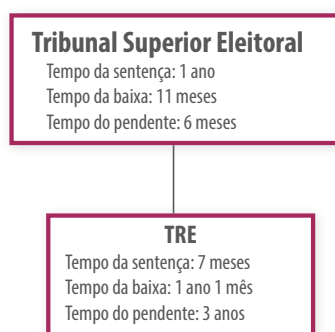 Tribunal Superior Eleitoral
Tempo da sentença: 1 ano
Tempo da baixa: 11 meses
Tempo do pendente: 6 meses
TRE
Tempo da sentença: 7 meses
Tempo da baixa: 1 ano 1 mês
Tempo do pendente: 3 anos